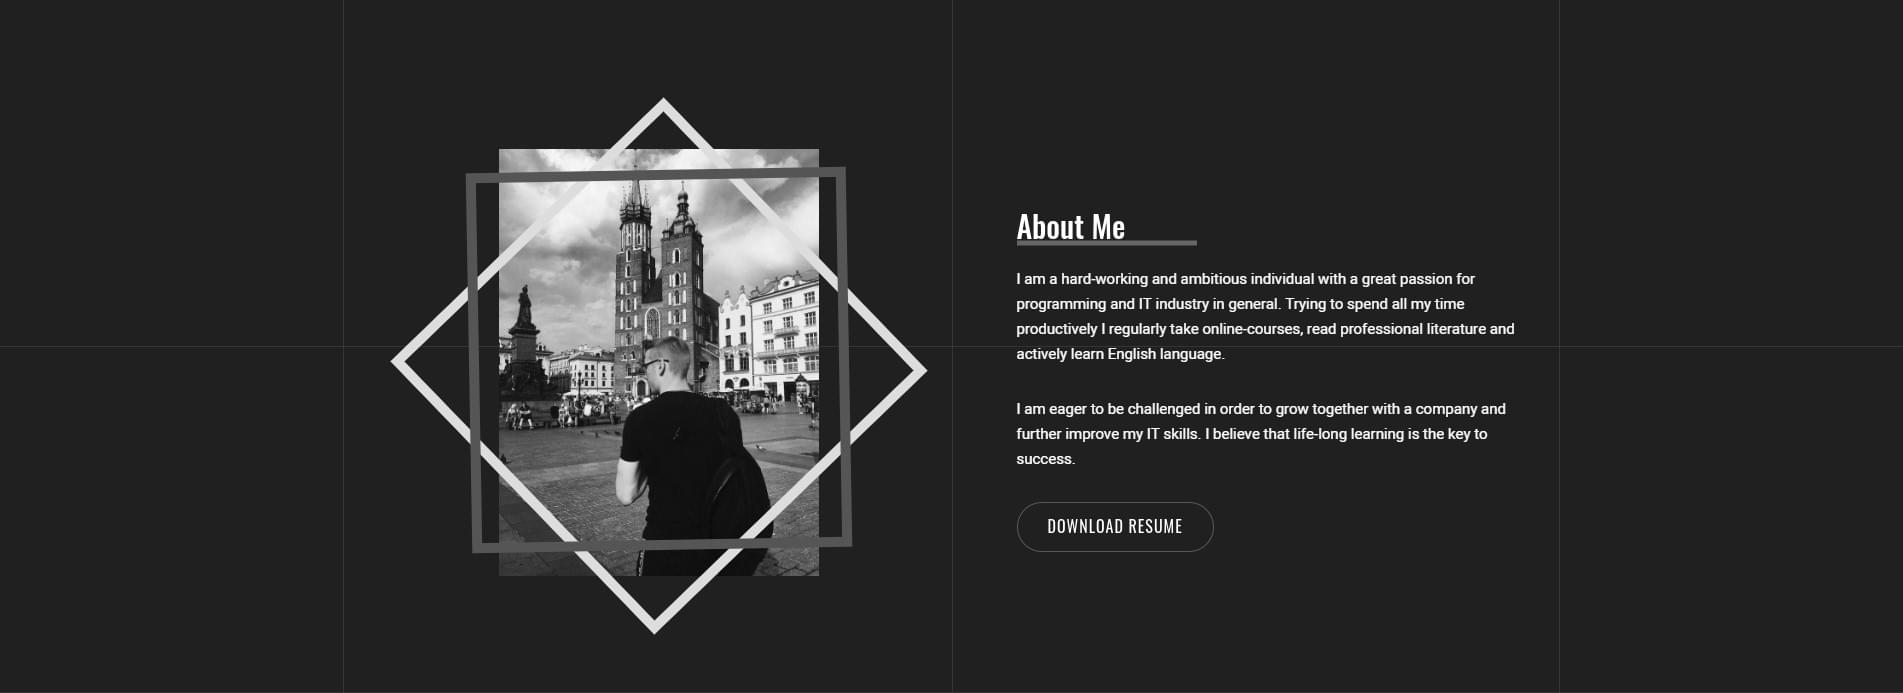 About Me
I am a hard-working and ambitious individual with a great passion for
programming and IT industry in general. Trying to spend all my time
productively I regularly take online-courses, read professional literature and
actively learn English language.
I am eager to be challenged in order to grow together with a company and
further improve my IT skills. I believe that life-long learning is the key to
success.
DOWNLOAD RESUME